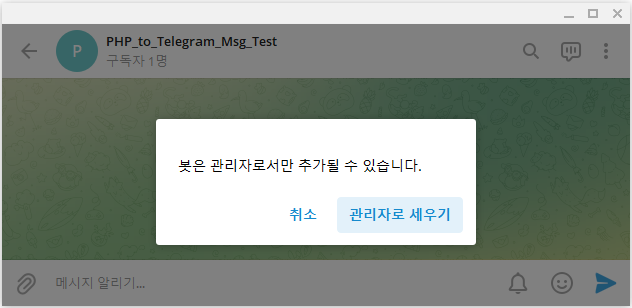 P
PHP_to_Telegram_Msg_Test
구독자 1명
봇은 관리자로서만 추가될 수 있습니다.
취소
관리자로 세우기
메시지 알리기...